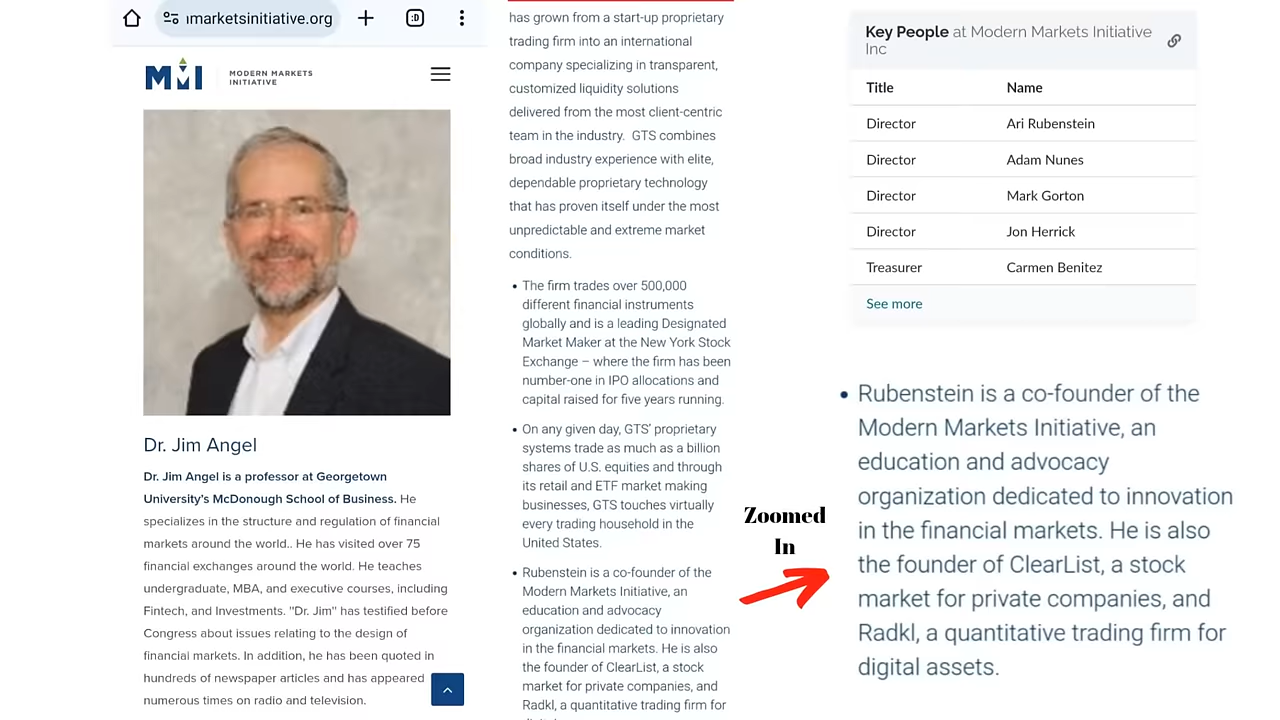 ımarketsinitiative.org
:D
MMI
MODERN MARKETS
INITIATIVE
Dr. Jim Angel
Dr. Jim Angel is a professor at Georgetown
University's McDonough School of Business. He
specializes in the structure and regulation of financial
markets around the world.. He has visited over 75
financial exchanges around the world. He teaches
undergraduate, MBA, and executive courses, including
Fintech, and Investments. "Dr. Jim" has testified before
Congress about issues relating to the design of
financial markets. In addition, he has been quoted in
hundreds of newspaper articles and has appeared
numerous times on radio and television.
has grown from a start-up proprietary
trading firm into an international
company specializing in transparent,
customized liquidity solutions
delivered from the most client-centric
team in the industry. GTS combines
broad industry experience with elite,
dependable proprietary technology
that has proven itself under the most
unpredictable and extreme market
conditions.
• The firm trades over 500,000
different financial instruments
globally and is a leading Designated
Market Maker at the New York Stock
Exchange – where the firm has been
number-one in IPO allocations and
capital raised for five years running.
• On any given day, GTS' proprietary
systems trade as much as a billion
shares of U.S. equities and through
its retail and ETF market making
businesses, GTS touches virtually
every trading household in the
United States.
• Rubenstein is a co-founder of the
Modern Markets Initiative, an
education and advocacy
organization dedicated to innovation
in the financial markets. He is also
the founder of ClearList, a stock
market for private companies, and
Radkl, a quantitative trading firm for
Zoomed
In
Key People at Modern Markets Initiative
Inc
Title Name
Director Ari Rubenstein
Director Adam Nunes
Director Mark Gorton
Director Jon Herrick
Treasurer Carmen Benitez
See more
• Rubenstein is a co-founder of the
Modern Markets Initiative, an
education and advocacy
organization dedicated to innovation
in the financial markets. He is also
the founder of ClearList, a stock
market for private companies, and
Radkl, a quantitative trading firm for
digital assets.